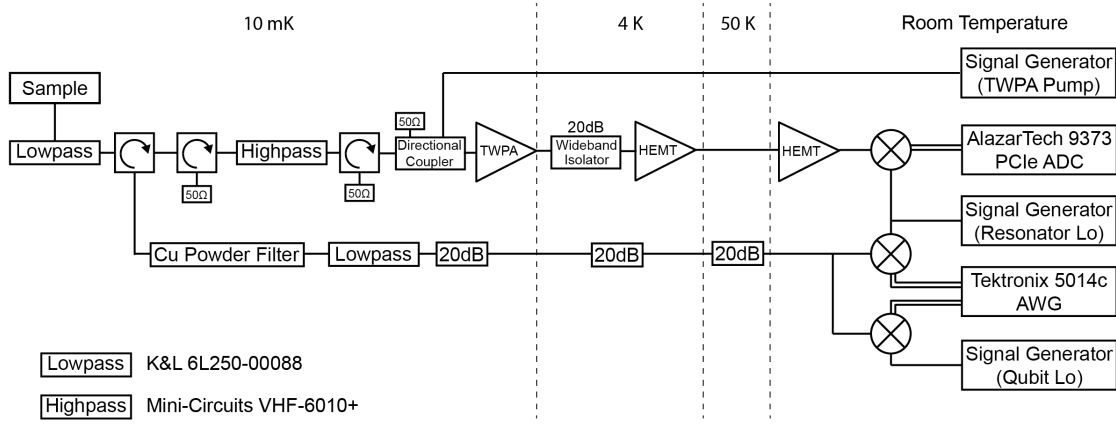 10 mK
4 K
50 K
Room Temperature
Signal Generator
(TWPA Pump)
Sample
Lowpass
50Ω
Highpass
50Ω
50Ω
Directional
Coupler
TWPA
20dB
Wideband
Isolator
HEMT
HEMT
AlazarTech 9373
PCIe ADC
Signal Generator
(Resonator Lo)
Cu Powder Filter
Lowpass
20dB
20dB
20dB
Tektronix 5014c
AWG
Signal Generator
(Qubit Lo)
Lowpass K&L 6L250-00088
Highpass Mini-Circuits VHF-6010+